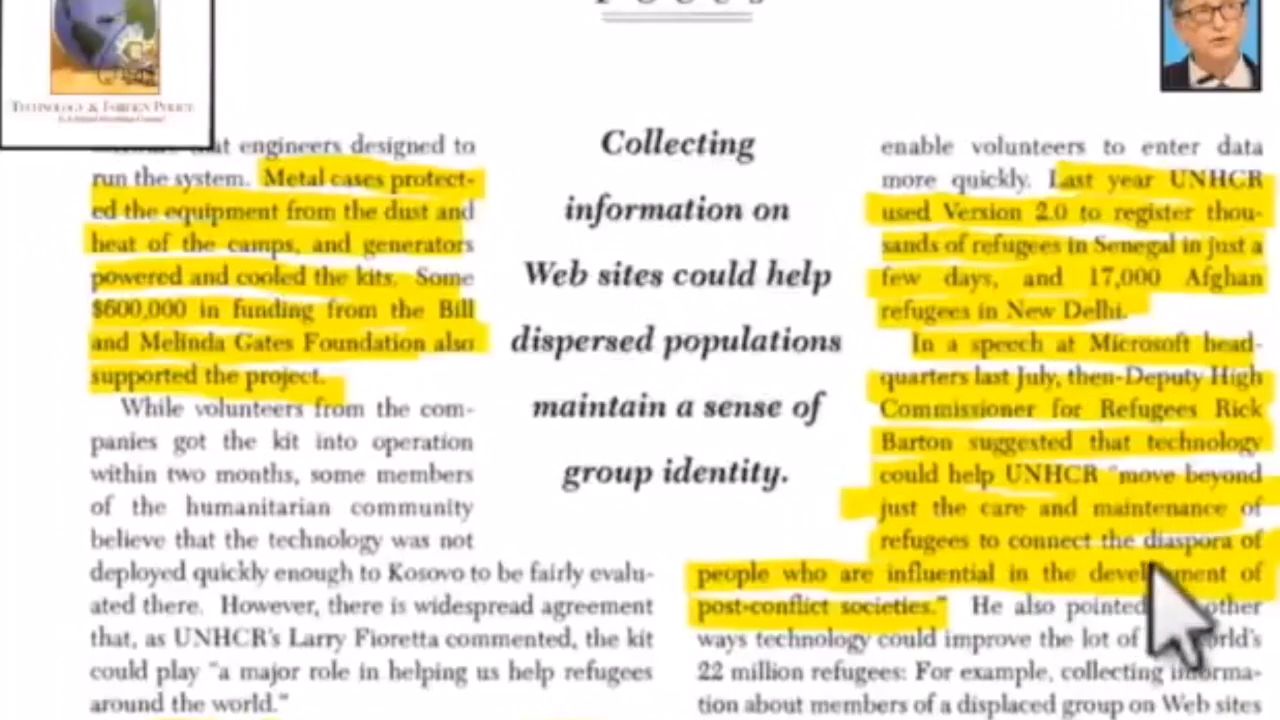 TECHNOLOGY & FOREIGN POLICY
engineers designed to
run the system. Metal cases protect-
ed the equipment from the dust and
heat of the camps, and generators
powered and cooled the kits. Some
$600,000 in funding from the Bill
and Melinda Gates Foundation also
supported the project.
While volunteers from the com-
panies got the kit into operation
within two months, some members
of the humanitarian community
believe that the technology was not
deployed quickly enough to Kosovo to be fairly evalu-
ated there. However, there is widespread agreement
that, as UNHCR's Larry Fioretta commented, the kit
could play "a major role in helping us help refugees
around the world."
Collecting
information on
Web sites could help
dispersed populations
maintain a sense of
group identity.
enable volunteers to enter data
more quickly. Last year UNHCR
used Version 2.0 to register thou-
sands of refugees in Senegal in just a
few days, and 17,000 Afghan
refugees in New Delhi.
In a speech at Microsoft head-
quarters last July, then-Deputy High
Commissioner for Refugees Rick
Barton suggested that technology
could help UNHCR "move beyond
just the care and maintenance of
refugees to connect the diaspora of
people who are influential in the development of
post-conflict societies." He also pointed other
ways technology could improve the lot of world's
22 million refugees: For example, collecting informa-
tion about members of a displaced group on Web sites